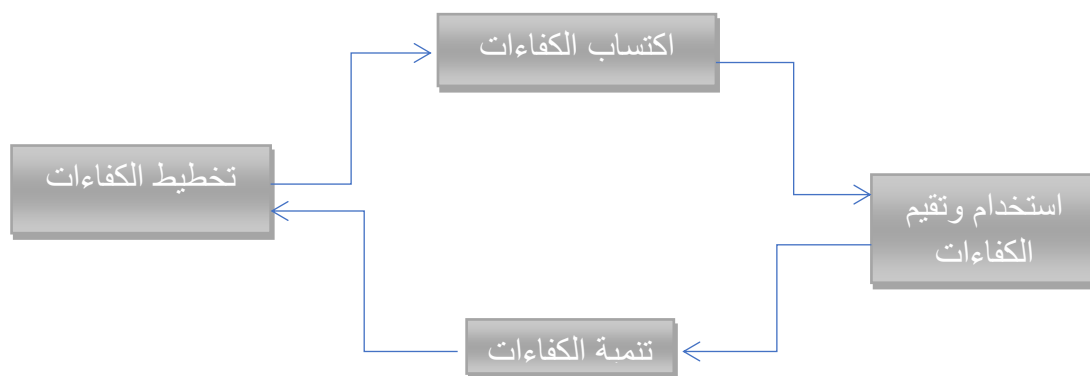 اكتساب الكفاءات
تخطيط الكفاءات
استخدام وتقيم
الكفاءات
تنمية الكفاءات